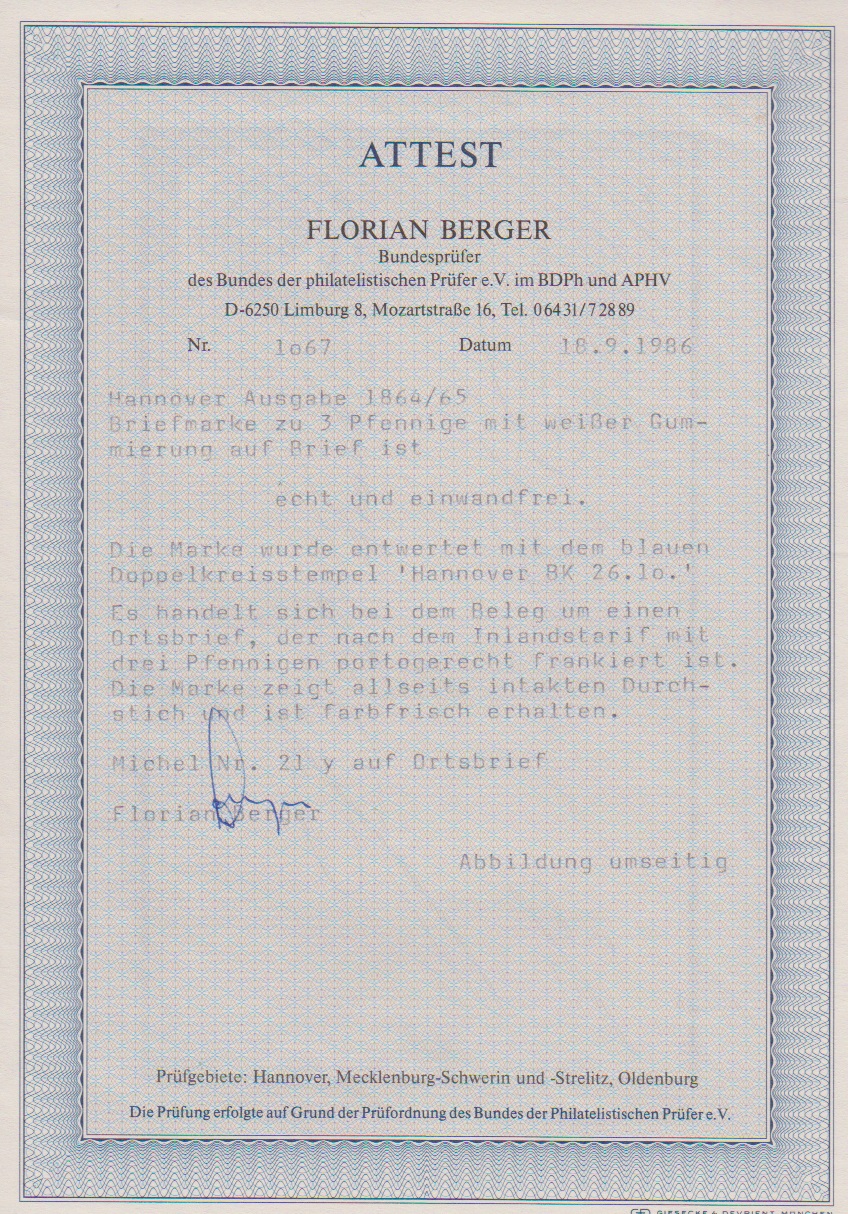 ATTEST
FLORIAN BERGER
Bundesprüfer
des Bundes der philatelistischen Prüfer e.V. im BDPh und APHV
D-6250 Limburg 8, Mozartstraße 16, Tel. 06431/72889
Nr. 1o67 Datum 18.9.1986
Hannover Ausgabe 1864/65
Briefmarke zu 3 Pfennige mit weißer Gum-
mierung auf Brief ist
echt und einwandfrei.
Die Marke wurde entwertet mit dem blauen
Doppelkreisstempel 'Hannover BK 26.1o.'
Es handelt sich bei dem Beleg um einen
Ortsbrief, der nach dem Inlandstarif mit
drei Pfennigen portogerecht frankiert ist.
Die Marke zeigt allseits intakten Durch-
stich und ist farbfrisch erhalten.
Michel Nr. 21 y auf Ortsbrief
Florian Berger
Abbildung umseitig
Prüfgebiete: Hannover, Mecklenburg-Schwerin und -Strelitz, Oldenburg
Die Prüfung erfolgte auf Grund der Prüfordnung des Bundes der Philatelistischen Prüfer e.V.
GIESECKE & DEVRIENT MÜNCHEN